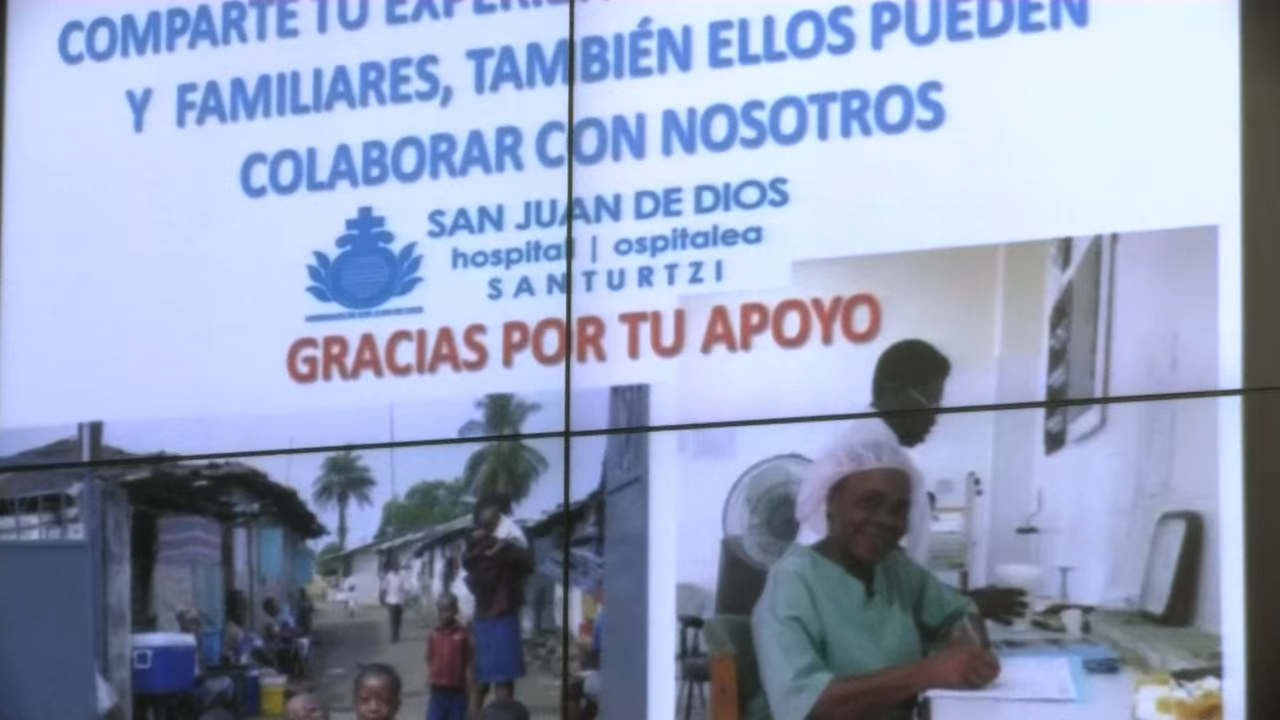 COMPARTE TU
Y FAMILIARES, TAMBIÉN ELLOS PUEDEN
COLABORAR CON NOSOTROS
SAN JUAN DE DIOS
hospital | ospitalea
SANTURTZI
GRACIAS POR TU APOYO